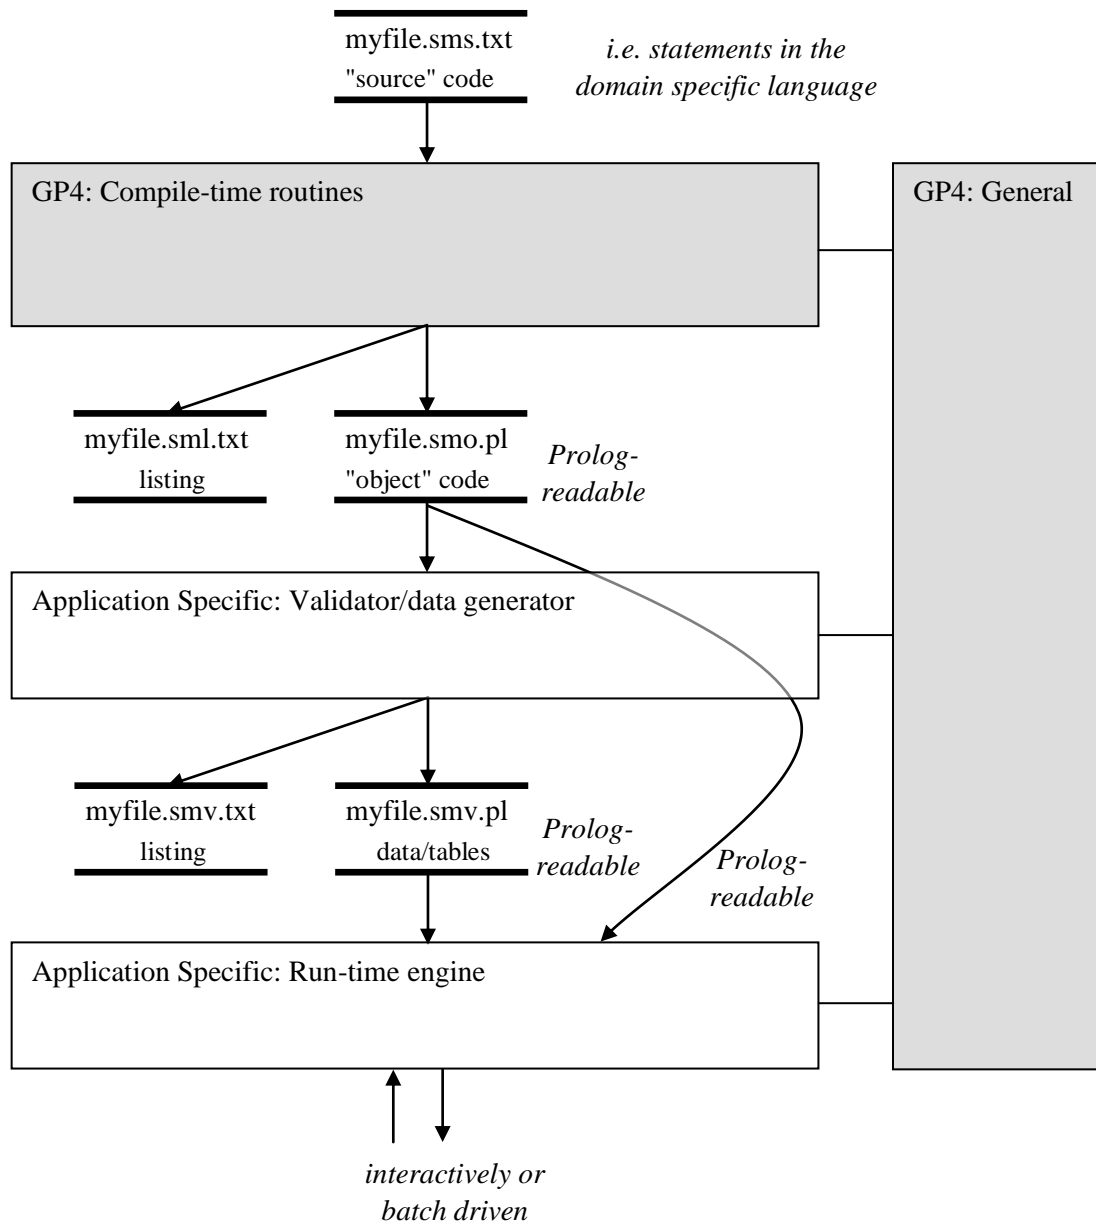 myfile.sms.txt
"source" code
i.e. statements in the
domain specific language
GP4: Compile-time routines
GP4: General
myfile.sml.txt
listing
myfile.smo.pl
"object" code
Prolog-
readable
Application Specific: Validator/data generator
myfile.smv.txt
listing
myfile.smv.pl
data/tables
Prolog-
readable
Prolog-
readable
Application Specific: Run-time engine
interactively or
batch driven